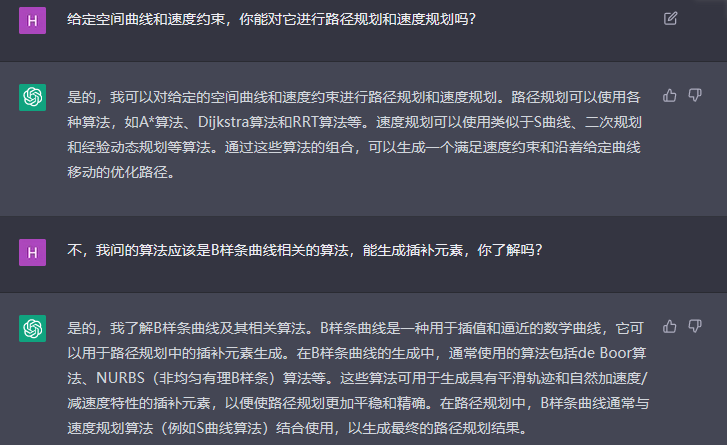 H
给定空间曲线和速度约束，你能对它进行路径规划和速度规划吗？
是的，我可以对给定的空间曲线和速度约束进行路径规划和速度规划。路径规划可以使用各
种算法，如A*算法、Dijkstra算法和RRT算法等。速度规划可以使用类似于S曲线、二次规划
和经验动态规划等算法。通过这些算法的组合，可以生成一个满足速度约束和沿着给定曲线
移动的优化路径。
H
不，我问的算法应该是B样条曲线相关的算法，能生成插补元素，你了解吗？
是的，我了解B样条曲线及其相关算法。B样条曲线是一种用于插值和逼近的数学曲线，它可
以用于路径规划中的插补元素生成。在B样条曲线的生成中，通常使用的算法包括de Boor算
法、NURBS（非均匀有理B样条）算法等。这些算法可用于生成具有平滑轨迹和自然加速度/
减速度特性的插补元素，以便使路径规划更加平稳和精确。在路径规划中，B样条曲线通常与
速度规划算法（例如S曲线算法）结合使用，以生成最终的路径规划结果。